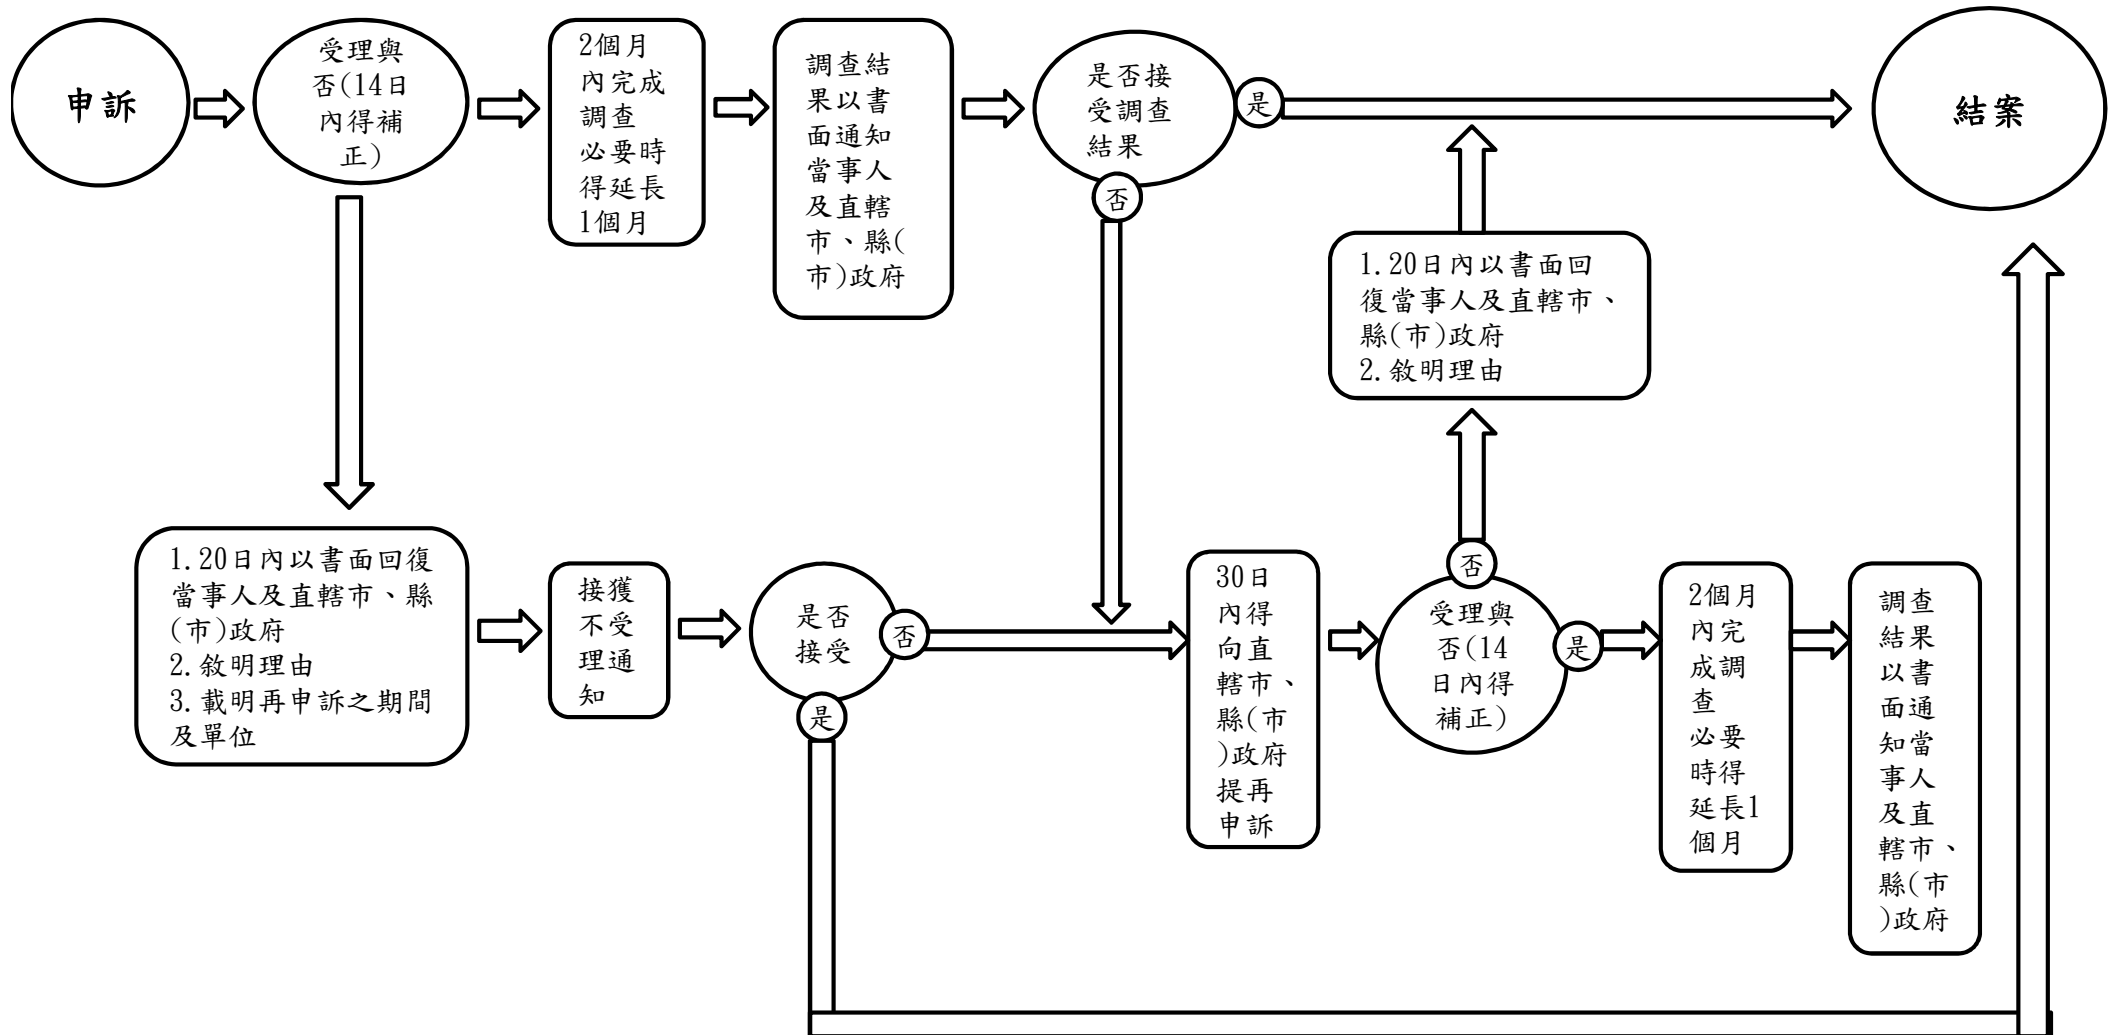 申訴
受理與
否(14日
內得補
正)
2個月
內完成
調查
必要時
得延長
1個月
調查結
果以書
面通知
當事人
及直轄
市、縣(
市)政府
是否接
受調查
結果
是
否
結案
1.20日內以書面回
復當事人及直轄市、
縣(市)政府
2.敘明理由
1.20日內以書面回復
當事人及直轄市、縣
(市)政府
2.敘明理由
3.載明再申訴之期間
及單位
接獲
不受
理通
知
是否
接受
否
是
30日
內得
向直
轄市、
縣(市
)政府
提再
申訴
受理與
否(14
日內得
補正)
否
是
2個月
內完
成調
查
必要
時得
延長1
個月
調查
結果
以書
面通
知當
事人
及直
轄市、
縣(市
)政府